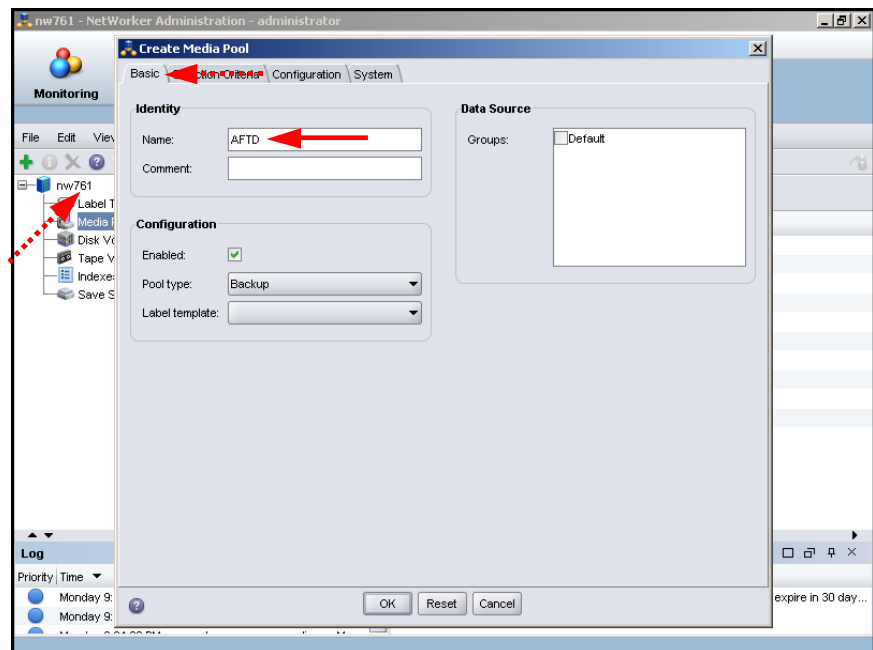 nw761 - NetWorker Administration - administrator
Create Media Pool
Monitoring
Basic
Configuration
System
File Edit
nw761
Label
Media
Disk
Tape
Save
Identity
Name: AFTD
Comment:
Configuration
Enabled:
Pool type: Backup
Label template:
Data Source
Groups: Default
OK Reset Cancel
Log
Priority Time
Monday 9:
expire in 30 day...
Monday 9: